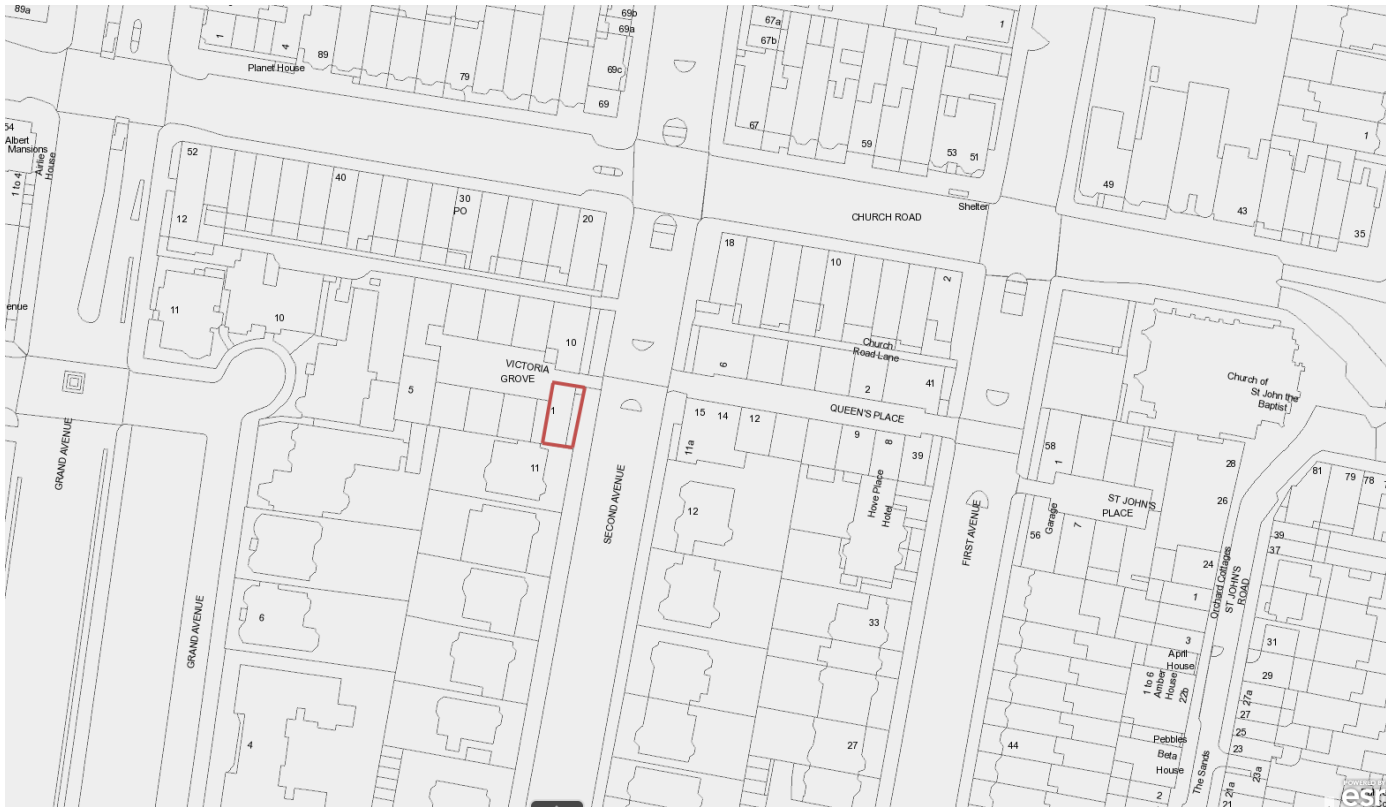 89a
1
4
89
Planet House
79
69b
69a
69c
69
67a
67b
67
59
53
51
1
49
1
43
35
54
Albert
Mansions
Airlie
House
1 to 4
52
12
40
30
PO
20
CHURCH ROAD
Shelter
18
10
2
enue
11
10
10
VICTORIA
GROVE
5
1
11
6
Church
Road Lane
2
41
QUEEN'S PLACE
15
14
12
11a
9
8
39
Hove Place
Hotel
12
Church of
St John the
Baptist
58
1
56
Garage
7
ST JOHN'S
PLACE
28
26
24
1
Orchard Cottages
ST JOHN'S
ROAD
81
79
78
39
37
GRAND AVENUE
GRAND AVENUE
SECOND AVENUE
FIRST AVENUE
6
4
33
27
44
3
April
House
1 to 6
Amber
House
22b
31
29
27a
27
25
23
23a
21a
21
Pebbles
Beta
House
2
The Sands
POWERED BY
esri